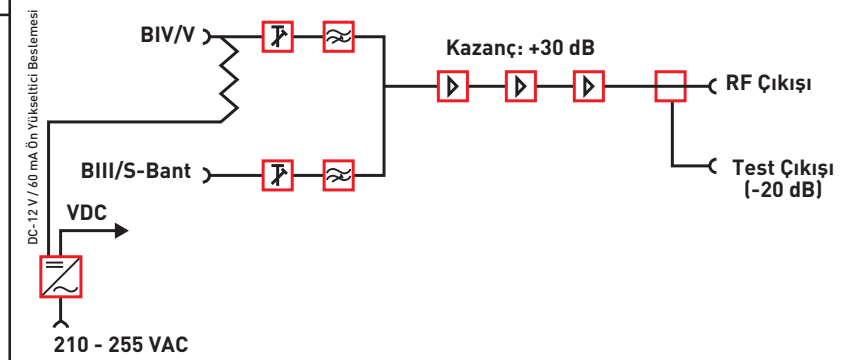 DC-12 V / 60 mA Ön Yükseltici Beslemesi
BIV/V
Kazanç: +30 dB
RF Çıkışı
BIII/S-Bant
Test Çıkışı
(-20 dB)
VDC
210 - 255 VAC